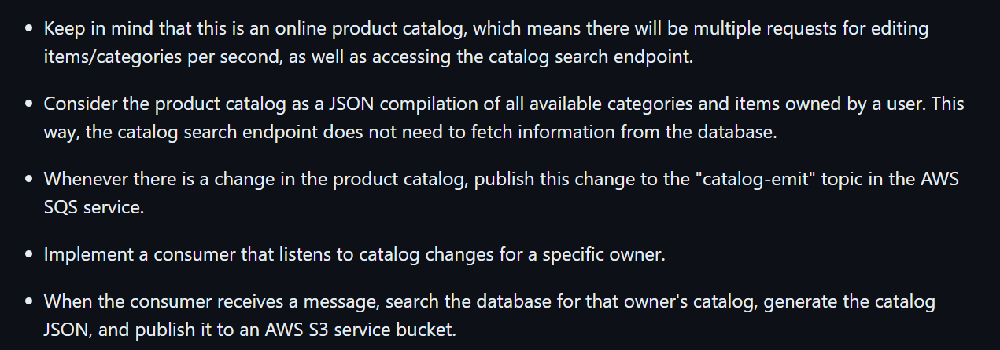 Keep in mind that this is an online product catalog, which means there will be multiple requests for editing
items/categories per second, as well as accessing the catalog search endpoint.
Consider the product catalog as a JSON compilation of all available categories and items owned by a user. This
way, the catalog search endpoint does not need to fetch information from the database.
Whenever there is a change in the product catalog, publish this change to the "catalog-emit" topic in the AWS
SQS service.
Implement a consumer that listens to catalog changes for a specific owner.
When the consumer receives a message, search the database for that owner's catalog, generate the catalog
JSON, and publish it to an AWS S3 service bucket.